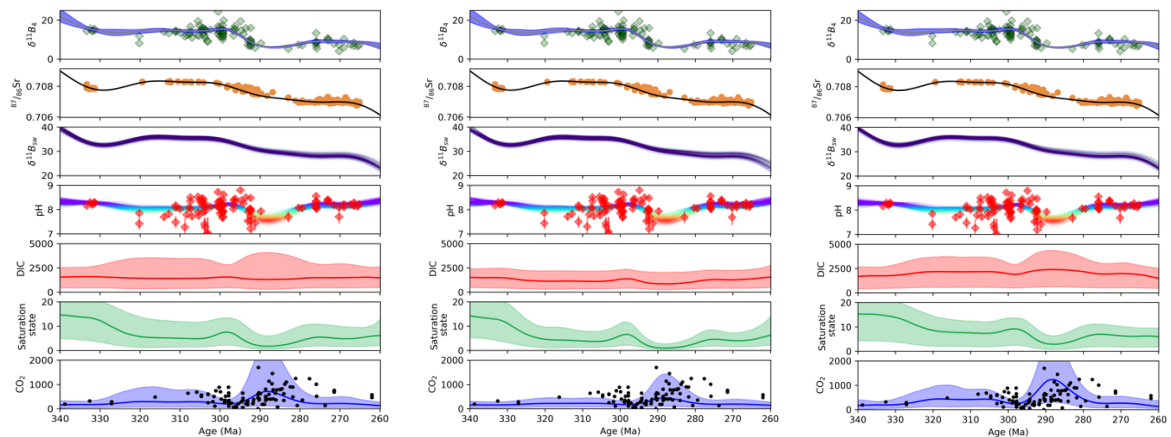 δ¹¹B₄
25
0
⁸⁷/₈₆Sr
0.708
0.706
δ¹¹B_sw
40
30
20
pH
9
8
7
DIC
5000
2500
0
Saturation
state
20
10
0
CO₂
2000
1000
0
340 330 320 310 300 290 280 270 260
Age (Ma)
δ¹¹B₄
25
0
⁸⁷/₈₆Sr
0.708
0.706
δ¹¹B_sw
40
30
20
pH
9
8
7
DIC
5000
2500
0
Saturation
state
20
10
0
CO₂
2000
1000
0
340 330 320 310 300 290 280 270 260
Age (Ma)
δ¹¹B₄
25
0
⁸⁷/₈₆Sr
0.708
0.706
δ¹¹B_sw
40
30
20
pH
9
8
7
DIC
5000
2500
0
Saturation
state
20
10
0
CO₂
2000
1000
0
340 330 320 310 300 290 280 270 260
Age (Ma)